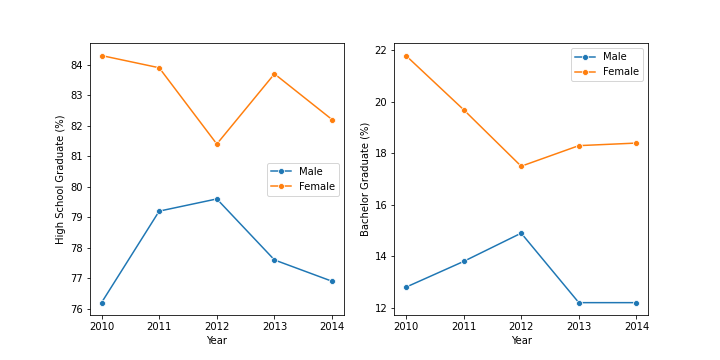 High School Graduate (%)
84
83
82
81
80
79
78
77
76
Male
Female
2010 2011 2012 2013 2014
Year
Bachelor Graduate (%)
22
20
18
16
14
12
Male
Female
2010 2011 2012 2013 2014
Year